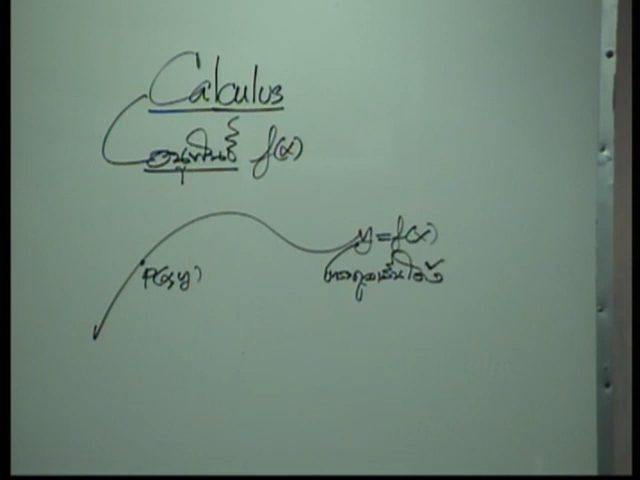 Calculus
อนุพันธ์ f(x)
y = f(x)
P(x,y)